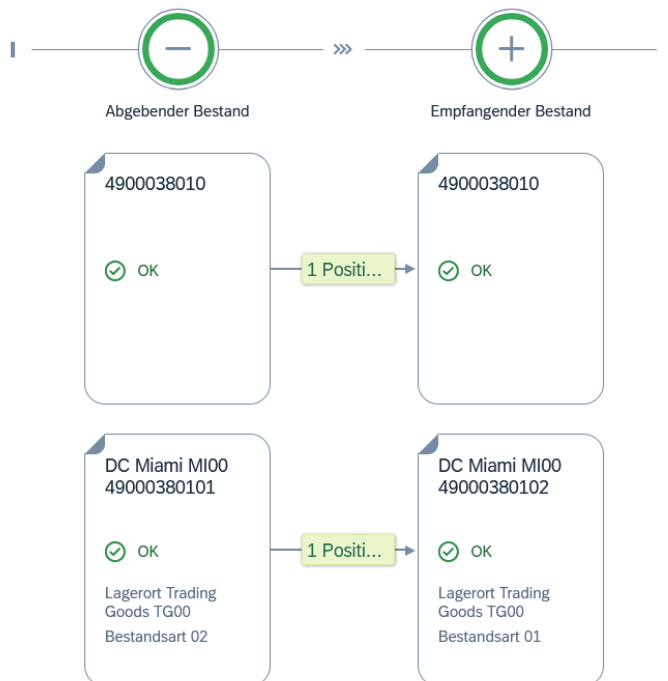 Abgebender Bestand
Empfangender Bestand
4900038010
4900038010
OK
1 Positi...
OK
DC Miami MI00
49000380101
DC Miami MI00
49000380102
OK
1 Positi...
OK
Lagerort Trading
Goods TG00
Bestandsart 02
Lagerort Trading
Goods TG00
Bestandsart 01